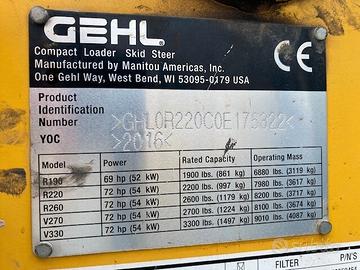 GEHL
Compact Loader Skid Steer
Manufactured by Manitou Americas, Inc.
One Gehl Way, West Bend, WI 53095-0179 USA
CE
Product
Identification
Number >GHL0R220C0E175322<
YOC >2016<
Model Power Rated Capacity Operating Mass
R190 69 hp (52 kW) 1900 lbs. (861 kg) 6880 lbs. (3119 kg)
R220 72 hp (54 kW) 2200 lbs. (997 kg) 7980 lbs. (3617 kg)
R260 72 hp (54 kW) 2600 lbs. (1179 kg) 8200 lbs. (3717 kg)
V270 72 hp (54 kW) 2700 lbs. (1224 kg) 8100 lbs. (3674 kg)
V330 72 hp (54 kW) 3300 lbs. (1497 kg) 9010 lbs. (4087 kg)
FILTER P/N'S
subito